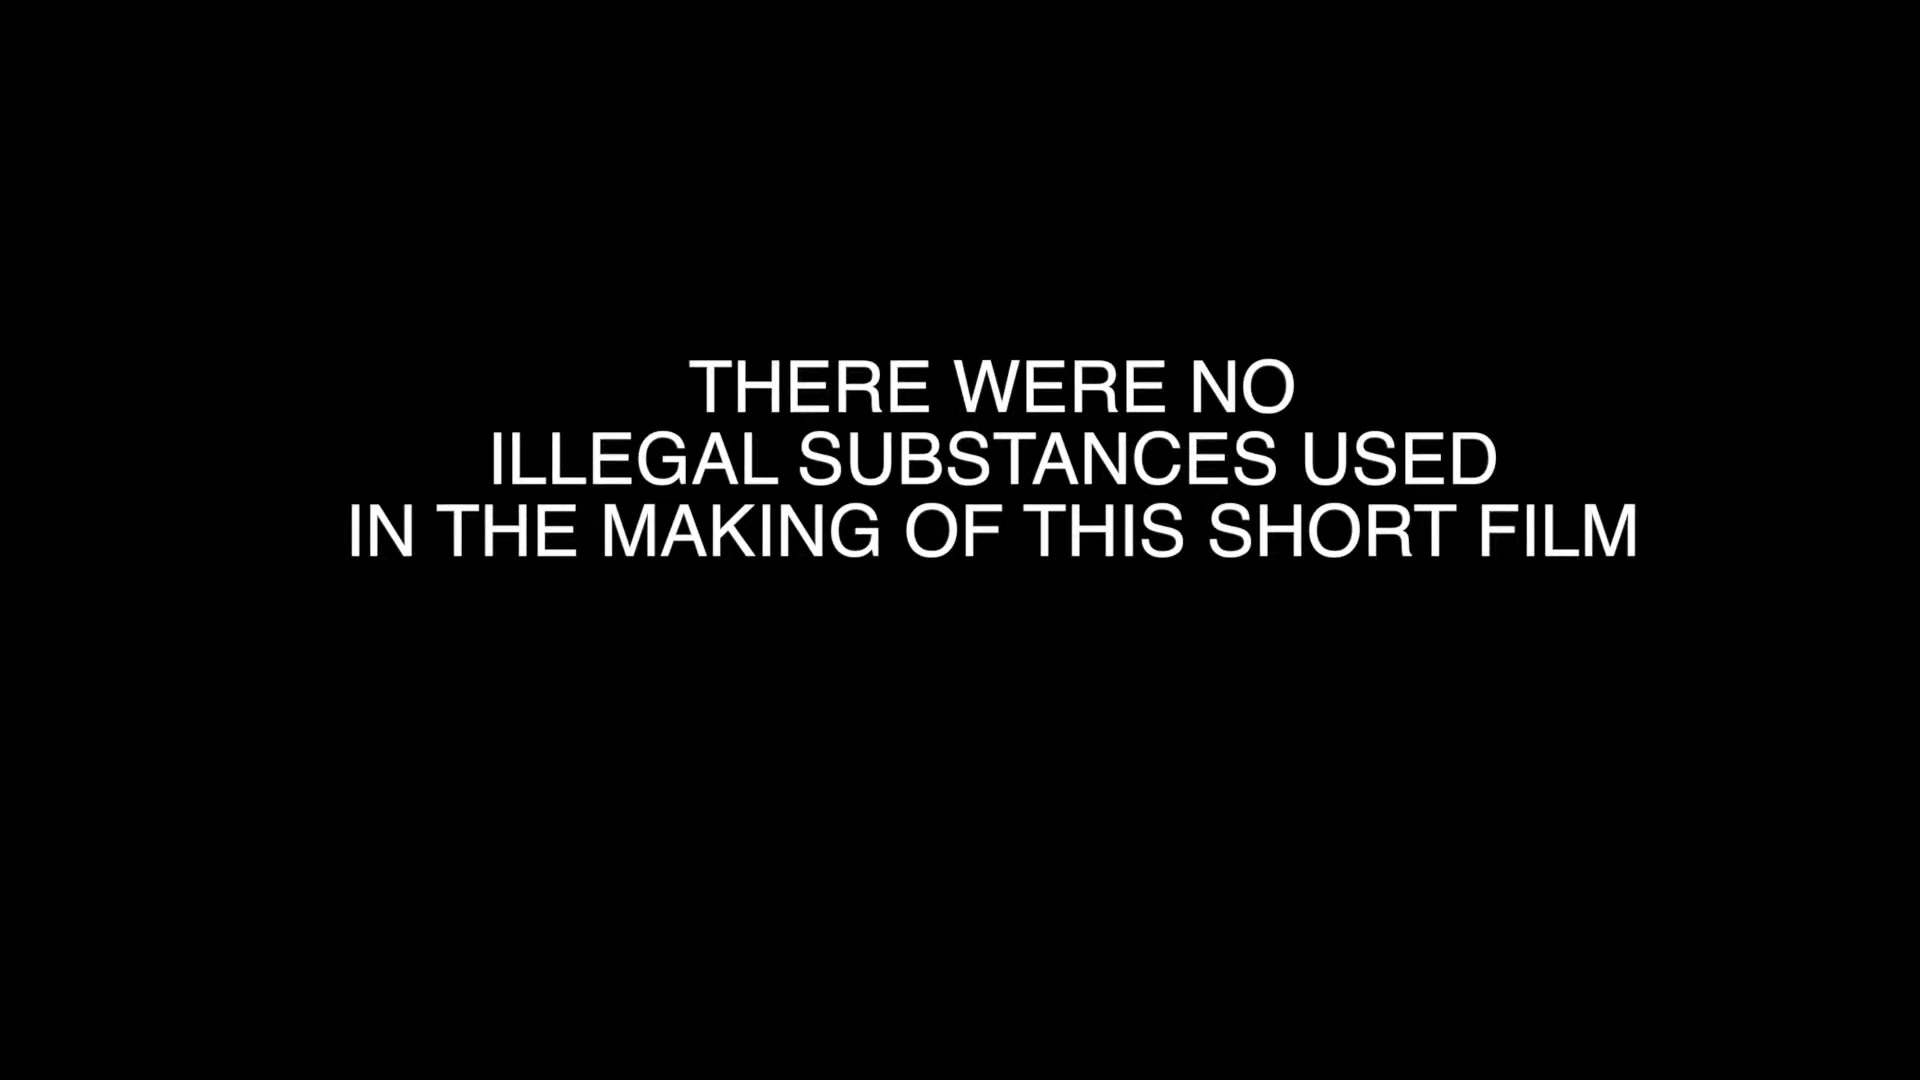 THERE WERE NO
ILLEGAL SUBSTANCES USED
IN THE MAKING OF THIS SHORT FILM